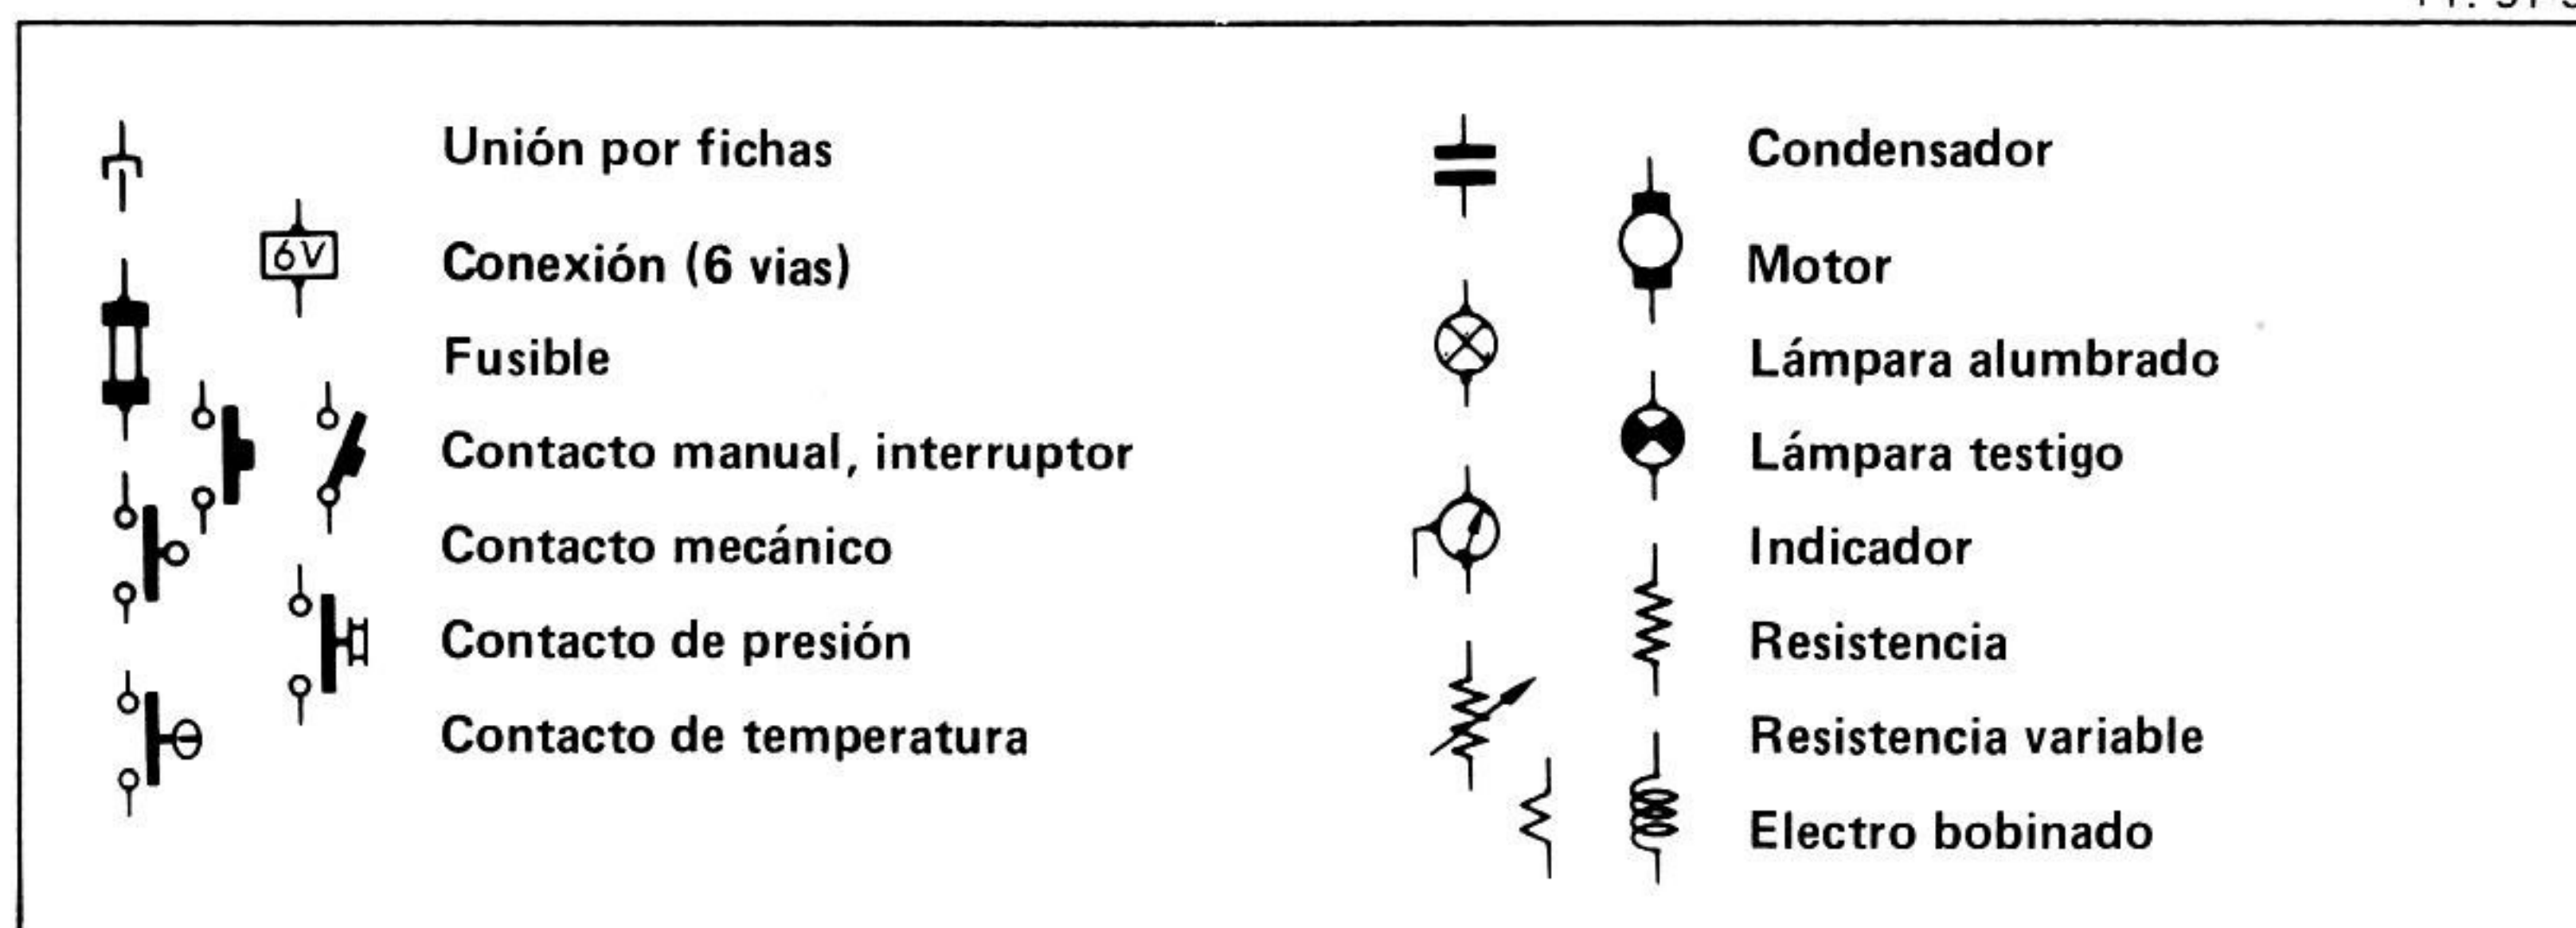 Unión por fichas
6V
Conexión (6 vias)
Fusible
Contacto manual, interruptor
Contacto mecánico
Contacto de presión
Contacto de temperatura
Condensador
Motor
Lámpara alumbrado
Lámpara testigo
Indicador
Resistencia
Resistencia variable
Electro bobinado